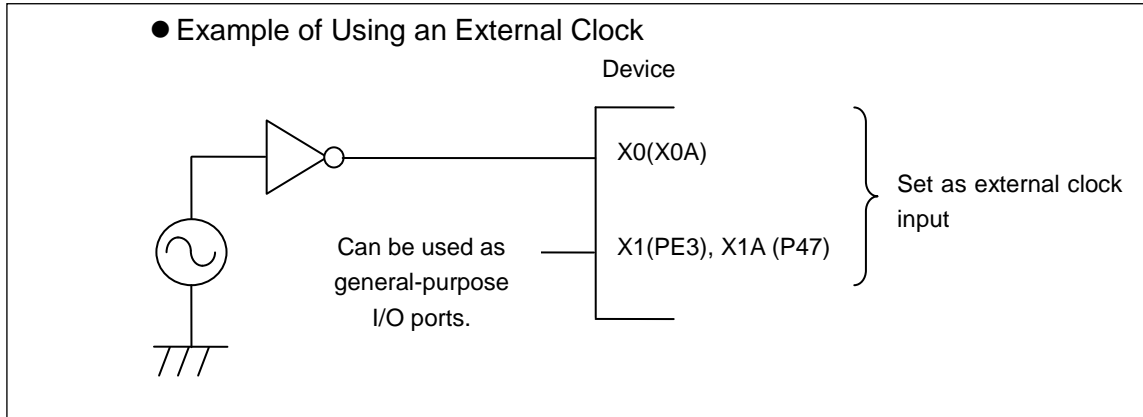 ● Example of Using an External Clock
Device
X0(X0A)
Set as external clock
input
Can be used as
general-purpose
I/O ports.
X1(PE3), X1A (P47)